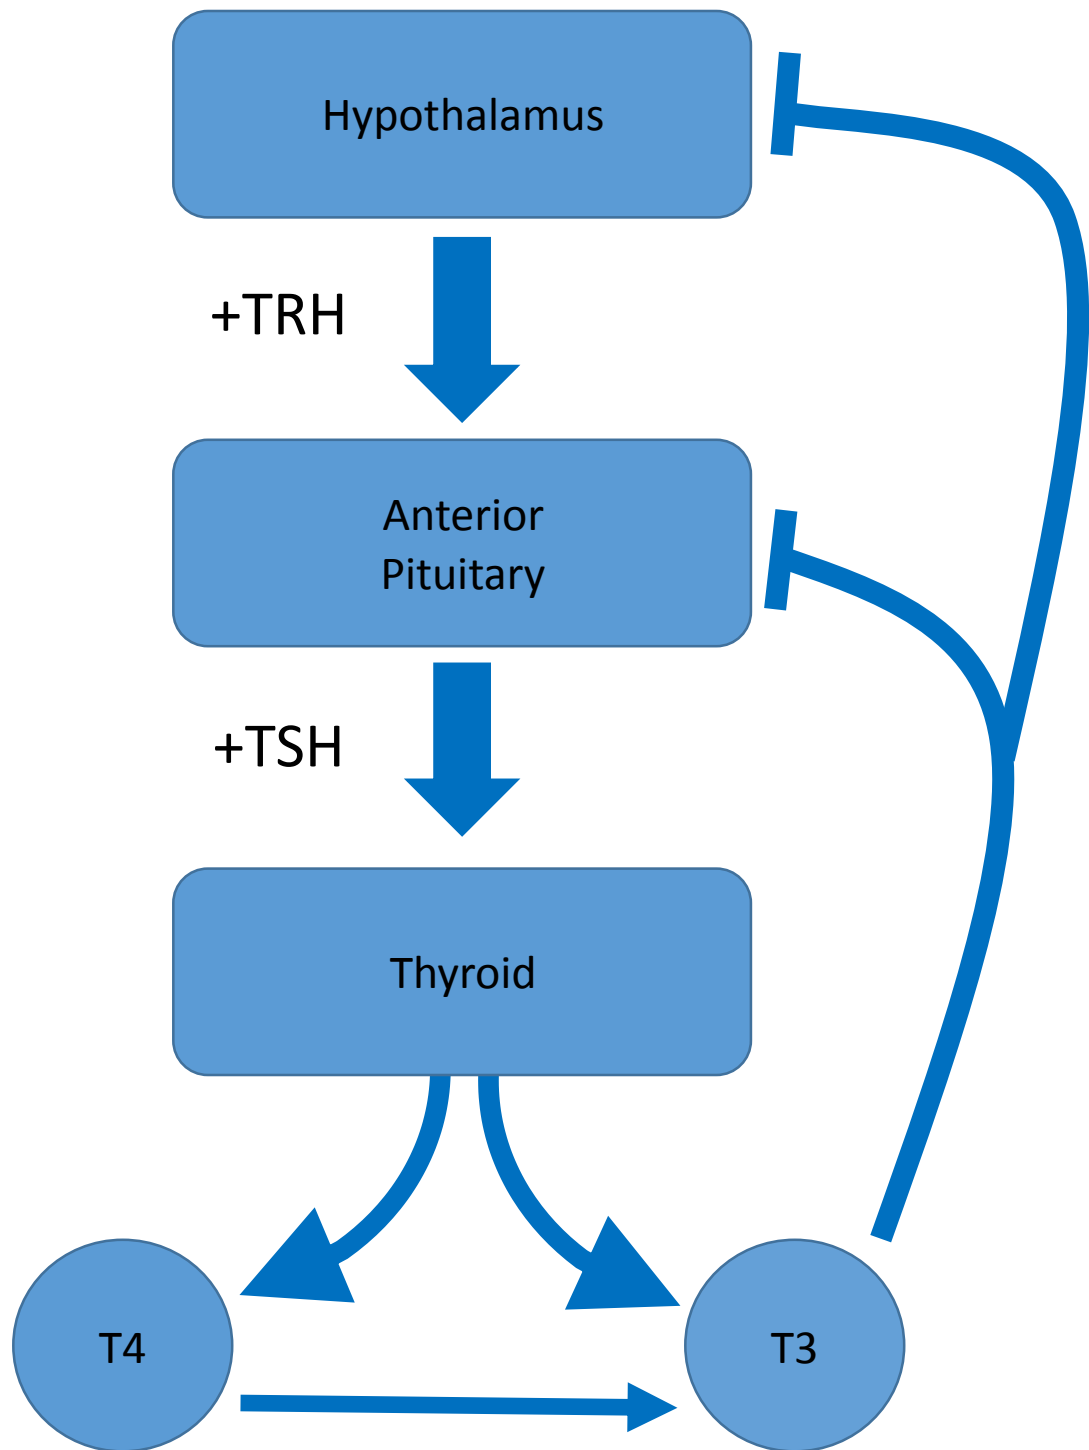 Hypothalamus
+TRH
Anterior
Pituitary
+TSH
Thyroid
T4
T3